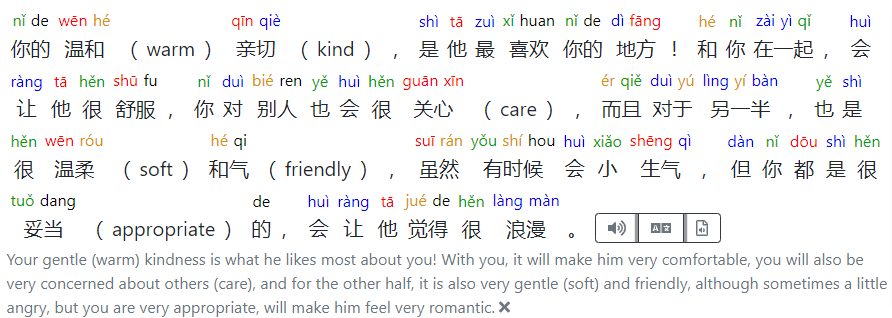 nǐ de wēn hé qīn qiè shì tā zuì xǐ huan nǐ de dì fāng hé nǐ zài yì qǐ huì
你的 温和 （warm） 亲切 （kind），是他最 喜欢 你的 地方！和你在一起，会
ràng tā hěn shū fu nǐ duì bié ren yě huì hěn guān xīn ér qiě duì yú lìng yí bàn yě shì
让 他 很 舒服，你 对 别人 也 会 很 关心 （care），而且 对于 另一半，也 是
hěn wēn róu hé qi suī rán yǒu shí hou huì xiǎo shēng qì dàn nǐ dōu shì hěn
很 温柔 （soft）和气（friendly），虽然 有时候 会 小 生气，但 你 都 是 很
tuǒ dang de huì ràng tā jué de hěn làng màn
妥当 （appropriate）的，会 让 他 觉得 很 浪漫。
Your gentle (warm) kindness is what he likes most about you! With you, it will make him very comfortable, you will also be
very concerned about others (care), and for the other half, it is also very gentle (soft) and friendly, although sometimes a little
angry, but you are very appropriate, will make him feel very romantic.